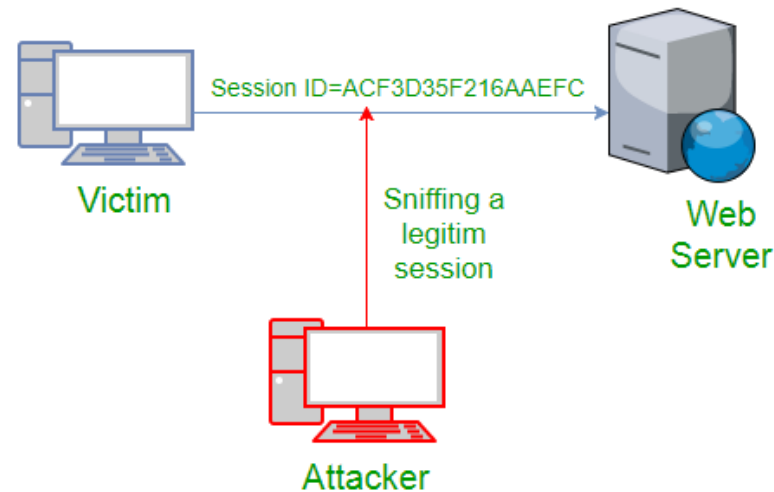 Session ID=ACF3D35F216AAEFC
Victim
Sniffing a
legitim
session
Web
Server
Attacker